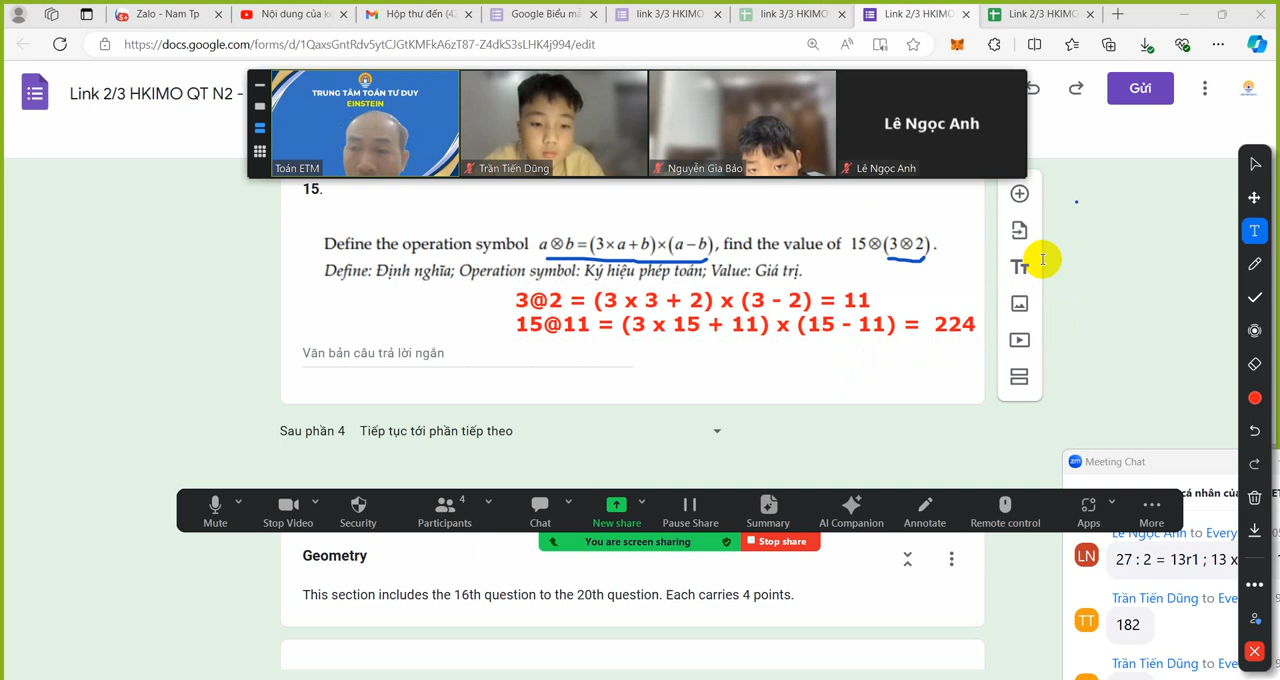 Zalo - Nam Tp
Nội dung của k
Hộp thư đến (4
Google Biểu m
link 3/3 HKIMO
link 3/3 HKIMO
Link 2/3 HKIMO
Link 2/3 HKIMO
https://docs.google.com/forms/d/1QaxsGntRdv5ytCJGtKMFkA6zT87-Z4dkS3sLHK4j994/edit
Link 2/3 HKIMO QT N2 -
Gửi
TRUNG TÂM TOÁN TƯ DUY
EINSTEIN
Toán ETM
Trần Tiến Dũng
Nguyễn Gia Bảo
Lê Ngọc Anh
Lê Ngọc Anh
15.
Define the operation symbol a⊗b=(3×a+b)×(a−b), find the value of 15⊗(3⊗2).
Define: Định nghĩa; Operation symbol: Ký hiệu phép toán; Value: Giá trị.
3@2 = (3 x 3 + 2) x (3 - 2) = 11
15@11 = (3 x 15 + 11) x (15 - 11) = 224
Văn bản câu trả lời ngắn
Sau phần 4 Tiếp tục tới phần tiếp theo
Mute
Stop Video
Security
Participants
4
Chat
New share
Pause Share
Summary
AI Companion
Annotate
Remote control
Apps
More
You are screen sharing
Stop share
Geometry
This section includes the 16th question to the 20th question. Each carries 4 points.
zm
Meeting Chat
cá nhân của
Lê Ngọc Anh to Every
LN
27 : 2 = 13r1 ; 13 x
Trần Tiến Dũng to Eve
TT
182
Trần Tiến Dũng to Eve